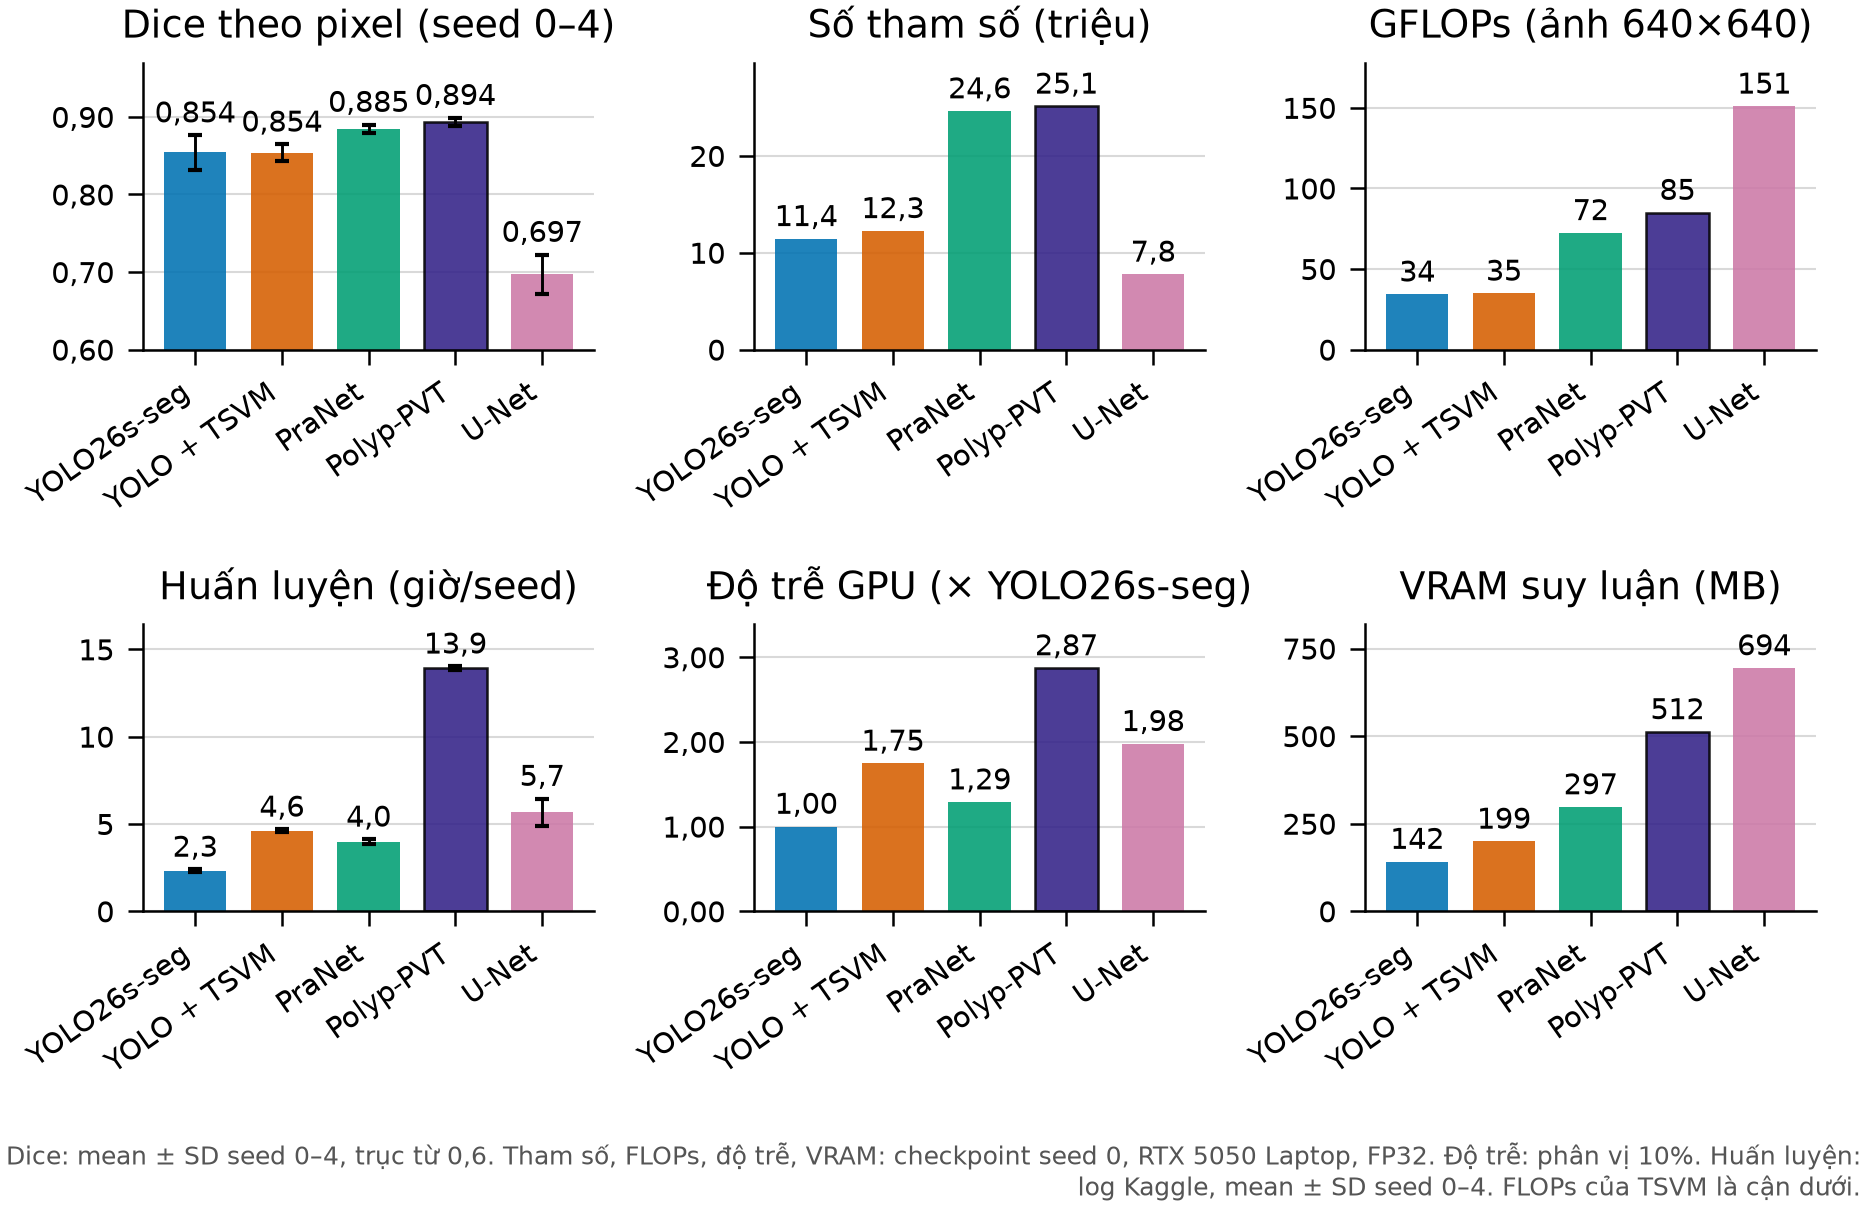 Dice theo pixel (seed 0–4)
0,90
0,80
0,70
0,60
0,854
0,854
0,885
0,894
0,697
YOLO26s-seg
YOLO + TSVM
PraNet
Polyp-PVT
U-Net
Số tham số (triệu)
20
10
0
11,4
12,3
24,6
25,1
7,8
YOLO26s-seg
YOLO + TSVM
PraNet
Polyp-PVT
U-Net
GFLOPs (ảnh 640×640)
150
100
50
0
34
35
72
85
151
YOLO26s-seg
YOLO + TSVM
PraNet
Polyp-PVT
U-Net
Huấn luyện (giờ/seed)
15
10
5
0
2,3
4,6
4,0
13,9
5,7
YOLO26s-seg
YOLO + TSVM
PraNet
Polyp-PVT
U-Net
Độ trễ GPU (× YOLO26s-seg)
3,00
2,00
1,00
0,00
1,00
1,75
1,29
2,87
1,98
YOLO26s-seg
YOLO + TSVM
PraNet
Polyp-PVT
U-Net
VRAM suy luận (MB)
750
500
250
0
142
199
297
512
694
YOLO26s-seg
YOLO + TSVM
PraNet
Polyp-PVT
U-Net
Dice: mean ± SD seed 0–4, trục từ 0,6. Tham số, FLOPs, độ trễ, VRAM: checkpoint seed 0, RTX 5050 Laptop, FP32. Độ trễ: phân vị 10%. Huấn luyện:
log Kaggle, mean ± SD seed 0–4. FLOPs của TSVM là cận dưới.